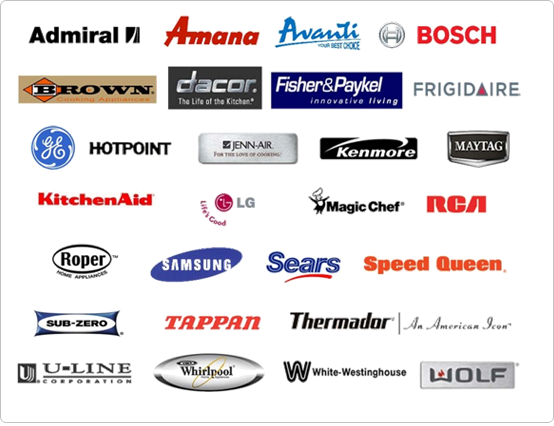 Admiral
Amana
Avanti
YOUR BEST CHOICE
BOSCH
BROWN
Cooking Appliances
dacor.
The Life of the Kitchen.®
Fisher&Paykel
innovative living
FRIGIDAIRE
GE
HOTPOINT
JENN-AIR.
FOR THE LOVE OF COOKING.
Kenmore
MAYTAG
KitchenAid®
Life's Good
LG
Magic Chef®
RCA
Roper™
HOME APPLIANCES
SAMSUNG
Sears
Speed Queen®
SUB-ZERO
TAPPAN
Thermador® An American Icon™
U-LINE
CORPORATION
Whirlpool
White-Westinghouse
WOLF